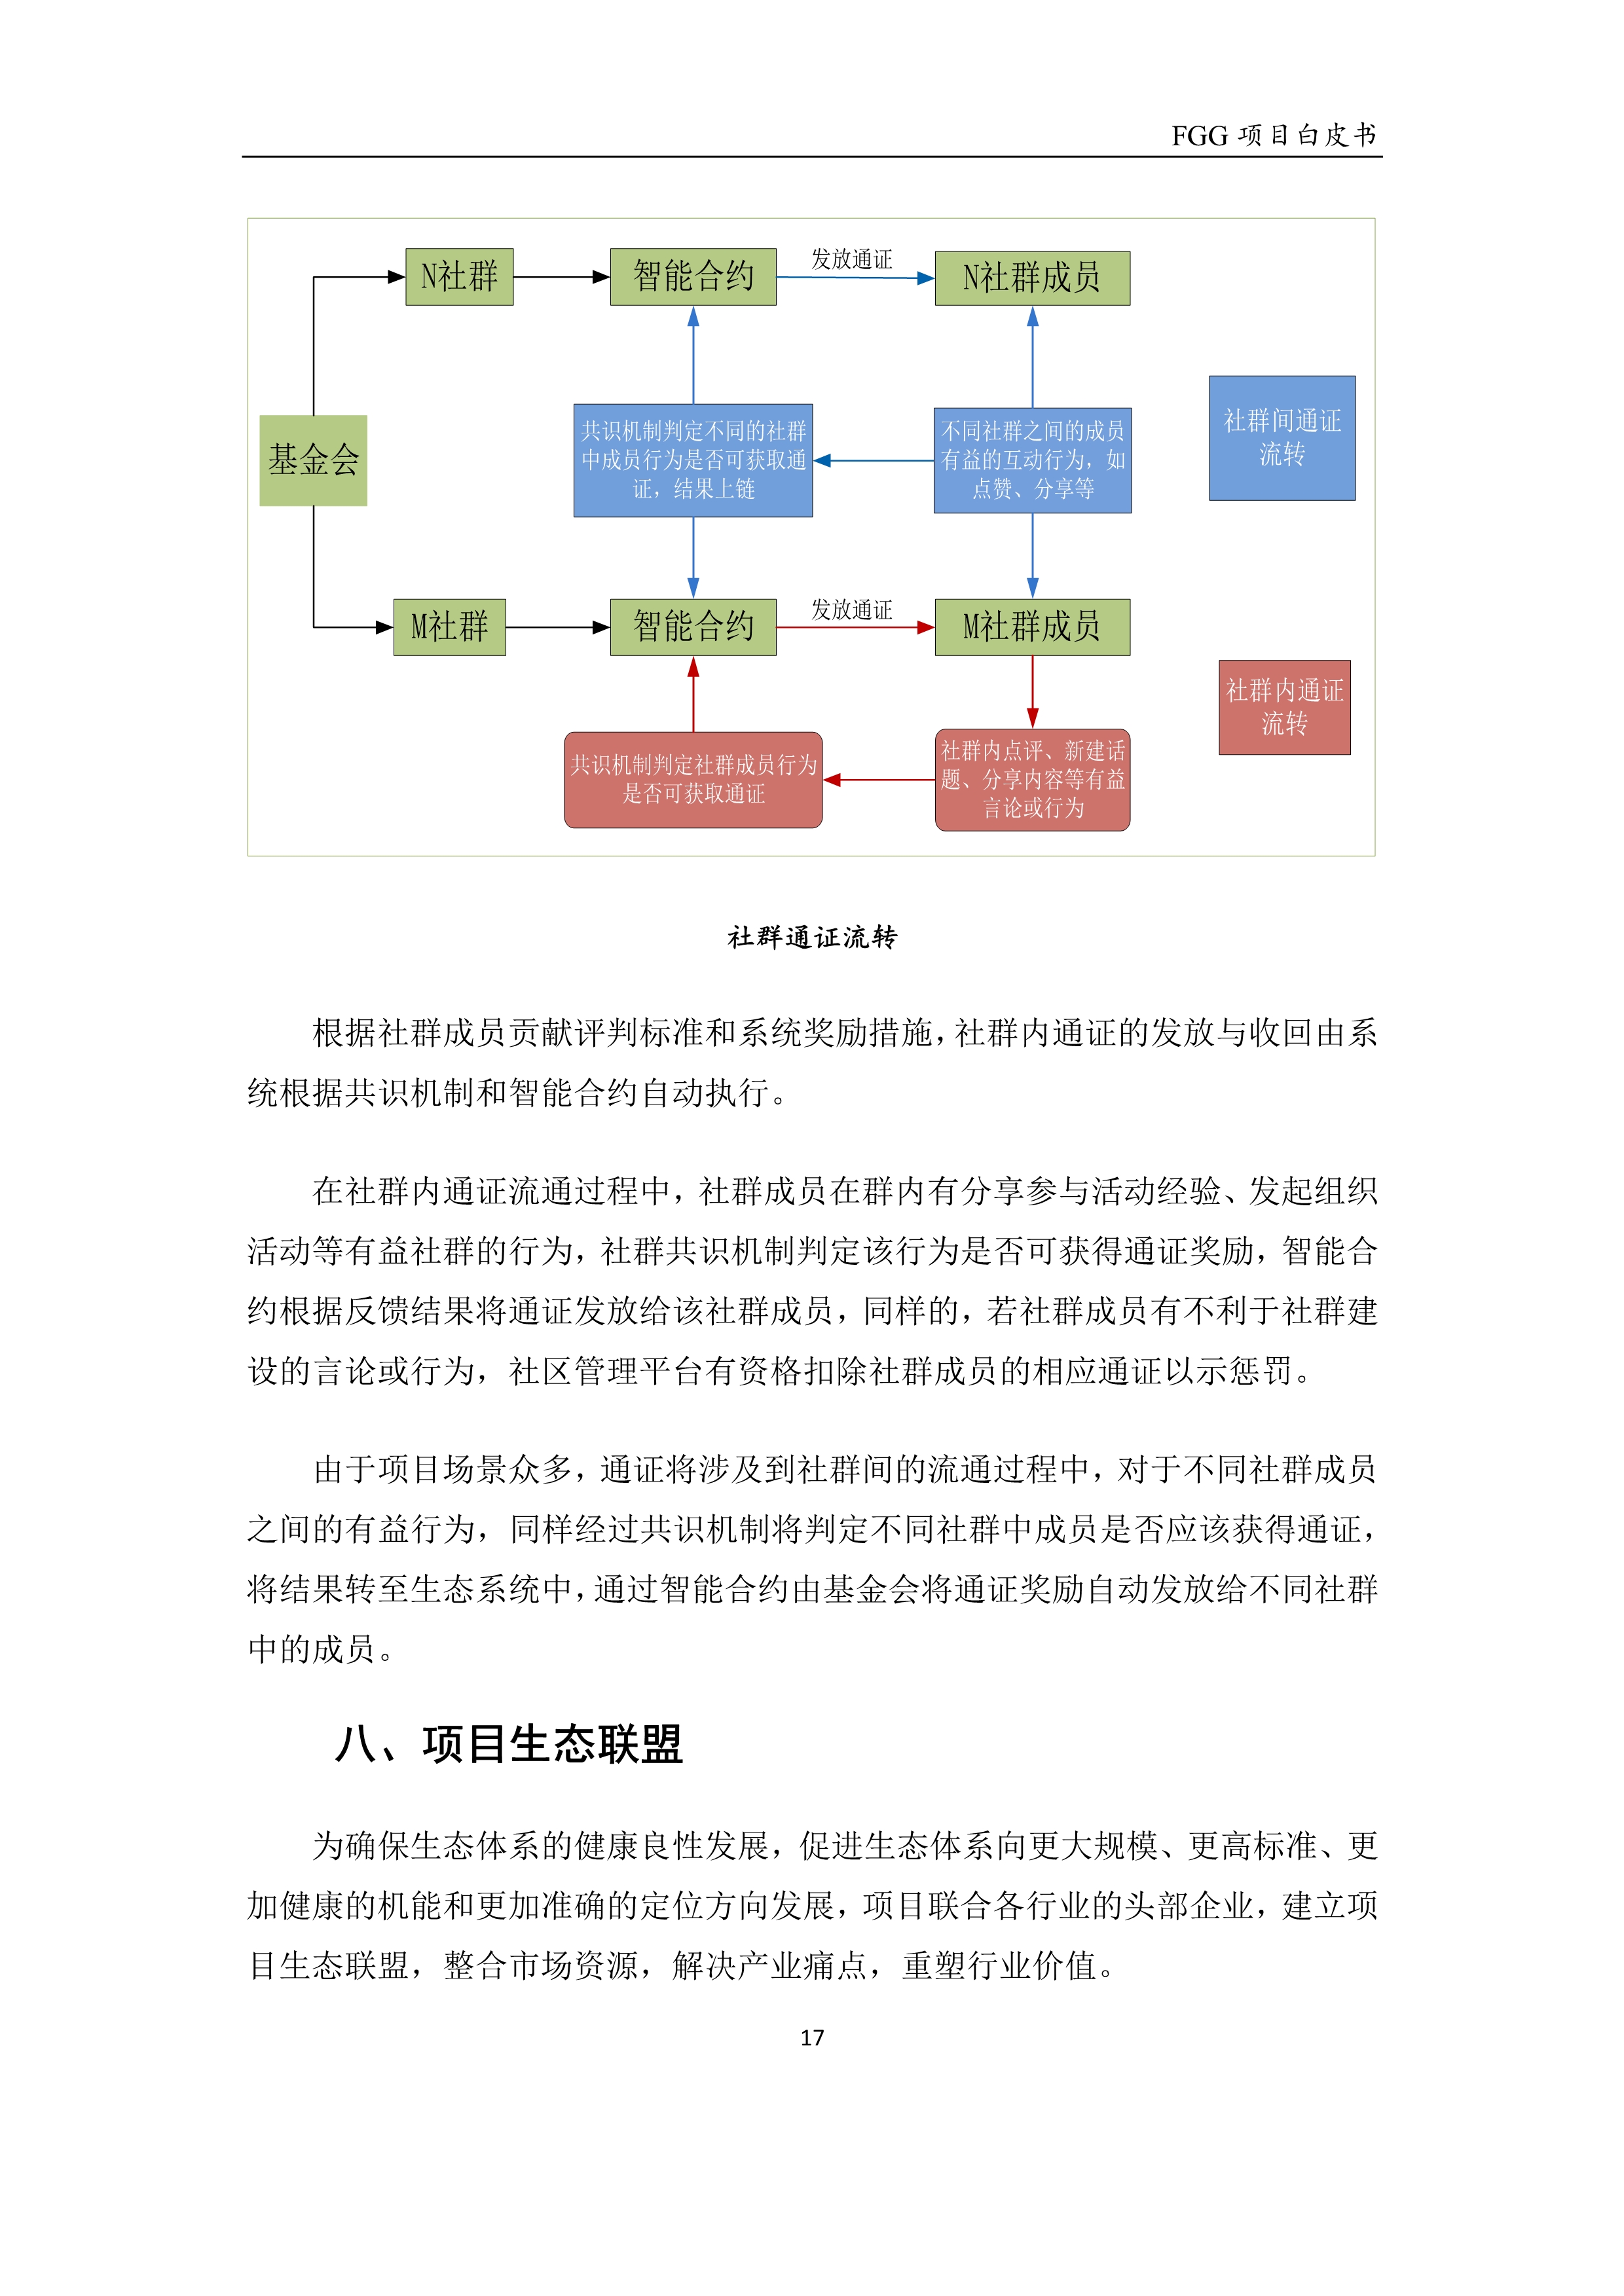 FGG 项目白皮书
N社群
智能合约
发放通证
N社群成员
基金会
共识机制判定不同的社群
中成员行为是否可获取通
证，结果上链
不同社群之间的成员
有益的互动行为，如
点赞、分享等
社群间通证
流转
M社群
智能合约
发放通证
M社群成员
社群内通证
流转
共识机制判定社群成员行为
是否可获取通证
社群内点评、新建话
题、分享内容等有益
言论或行为
社群通证流转
根据社群成员贡献评判标准和系统奖励措施，社群内通证的发放与收回由系
统根据共识机制和智能合约自动执行。
在社群内通证流通过程中，社群成员在群内有分享参与活动经验、发起组织
活动等有益社群的行为，社群共识机制判定该行为是否可获得通证奖励，智能合
约根据反馈结果将通证发放给该社群成员，同样的，若社群成员有不利于社群建
设的言论或行为，社区管理平台有资格扣除社群成员的相应通证以示惩罚。
由于项目场景众多，通证将涉及到社群间的流通过程中，对于不同社群成员
之间的有益行为，同样经过共识机制将判定不同社群中成员是否应该获得通证，
将结果转至生态系统中，通过智能合约由基金会将通证奖励自动发放给不同社群
中的成员。
八、项目生态联盟
为确保生态体系的健康良性发展，促进生态体系向更大规模、更高标准、更
加健康的机能和更加准确的定位方向发展，项目联合各行业的头部企业，建立项
目生态联盟，整合市场资源，解决产业痛点，重塑行业价值。
17